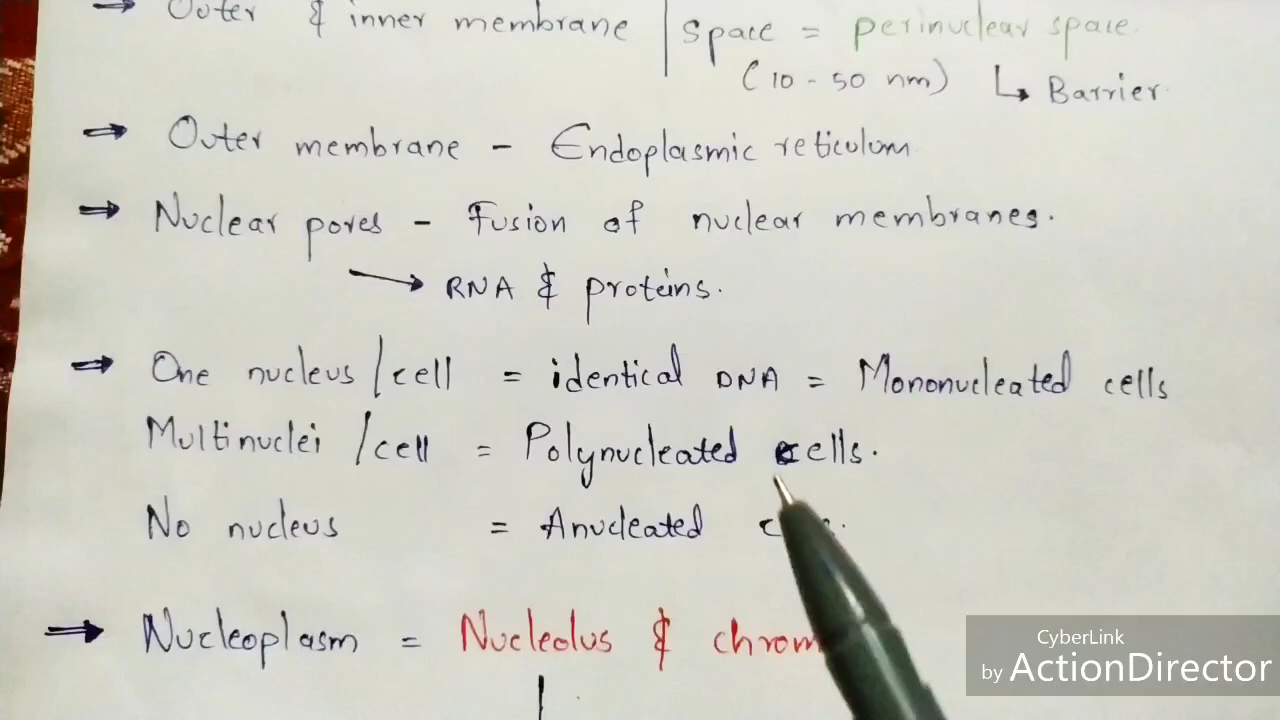 → Outer & inner membrane | Space = perinuclear space.
(10 - 50 nm) ↳ Barrier
→ Outer membrane - Endoplasmic reticulum
→ Nuclear pores - Fusion of nuclear membranes.
→ RNA & proteins.
→ One nucleus / cell = identical DNA = Mononucleated cells
Multinuclei / cell = Polynucleated cells.
No nucleus = Anucleated
→ Nucleoplasm = Nucleolus &
CyberLink
by ActionDirector